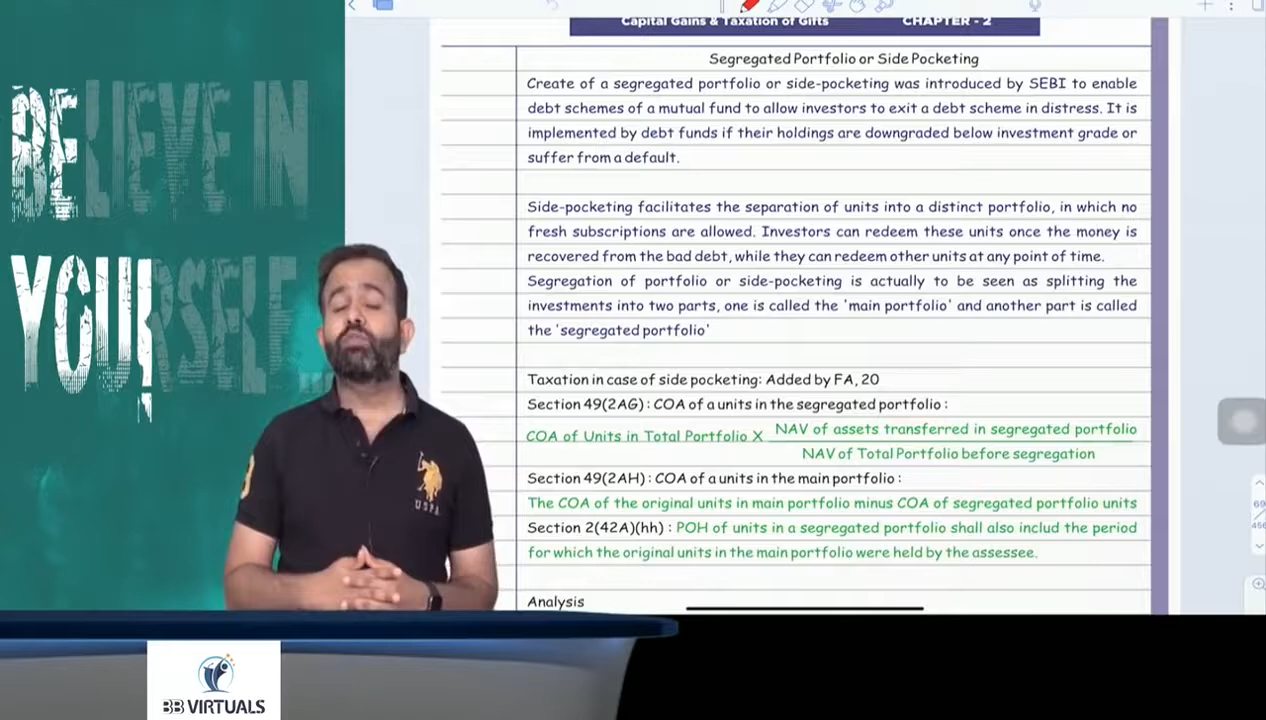 Capital Gains & Taxation of Gifts CHAPTER - 2
Segregated Portfolio or Side Pocketing
Create of a segregated portfolio or side-pocketing was introduced by SEBI to enable
debt schemes of a mutual fund to allow investors to exit a debt scheme in distress. It is
implemented by debt funds if their holdings are downgraded below investment grade or
suffer from a default.
Side-pocketing facilitates the separation of units into a distinct portfolio, in which no
fresh subscriptions are allowed. Investors can redeem these units once the money is
recovered from the bad debt, while they can redeem other units at any point of time.
Segregation of portfolio or side-pocketing is actually to be seen as splitting the
investments into two parts, one is called the 'main portfolio' and another part is called
the 'segregated portfolio'
Taxation in case of side pocketing: Added by FA, 20
Section 49(2AG) : COA of a units in the segregated portfolio :
COA of Units in Total Portfolio X NAV of assets transferred in segregated portfolio
NAV of Total Portfolio before segregation
Section 49(2AH) : COA of a units in the main portfolio :
The COA of the original units in main portfolio minus COA of segregated portfolio units
Section 2(42A)(hh) : POH of units in a segregated portfolio shall also includ the period
for which the original units in the main portfolio were held by the assessee.
Analysis
BELIEVE IN
YOURSELF...
USPA
3
BB VIRTUALS
69
456